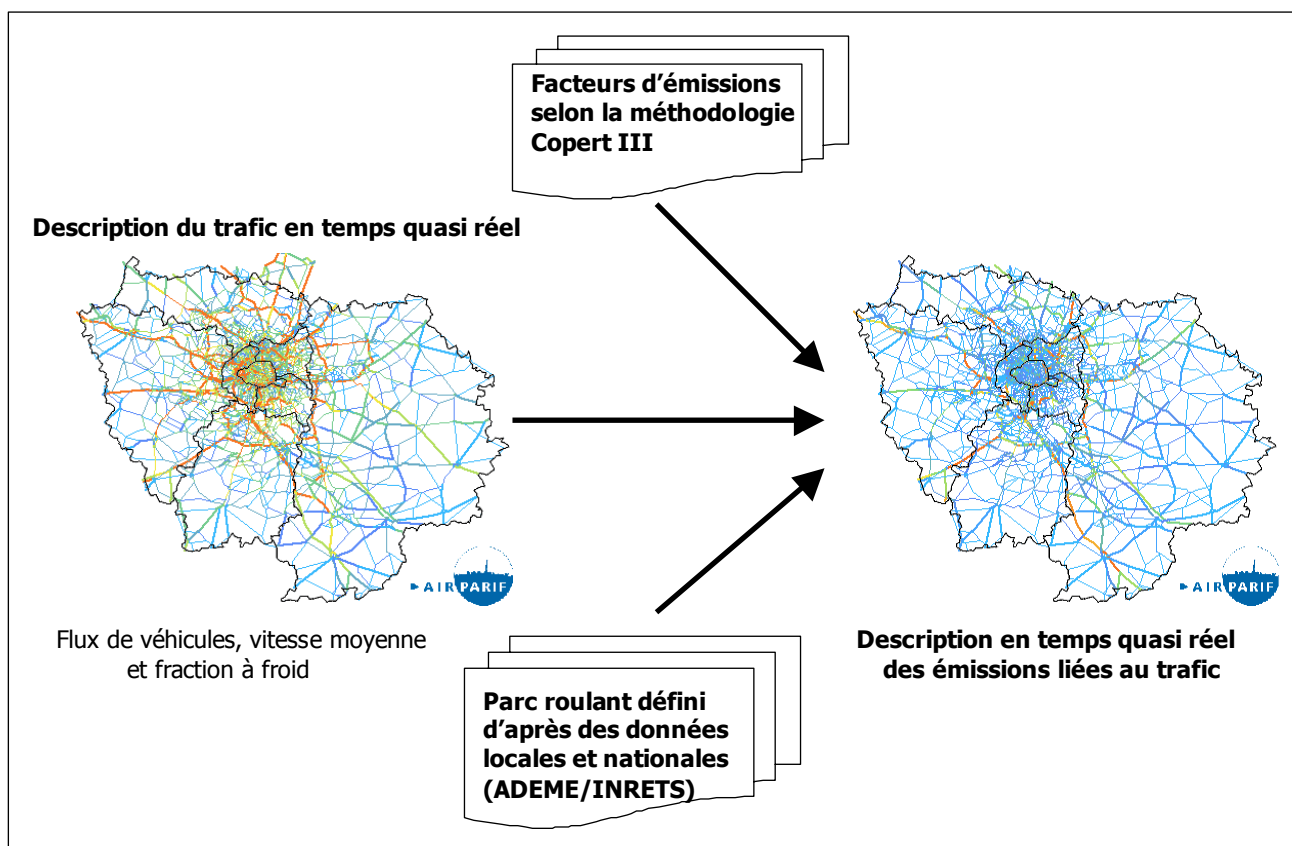 Facteurs d'émissions
selon la méthodologie
Copert III
Description du trafic en temps quasi réel
AIRPARIF
AIRPARIF
Flux de véhicules, vitesse moyenne
et fraction à froid
Description en temps quasi réel
des émissions liées au trafic
Parc roulant défini
d'après des données
locales et nationales
(ADEME/INRETS)